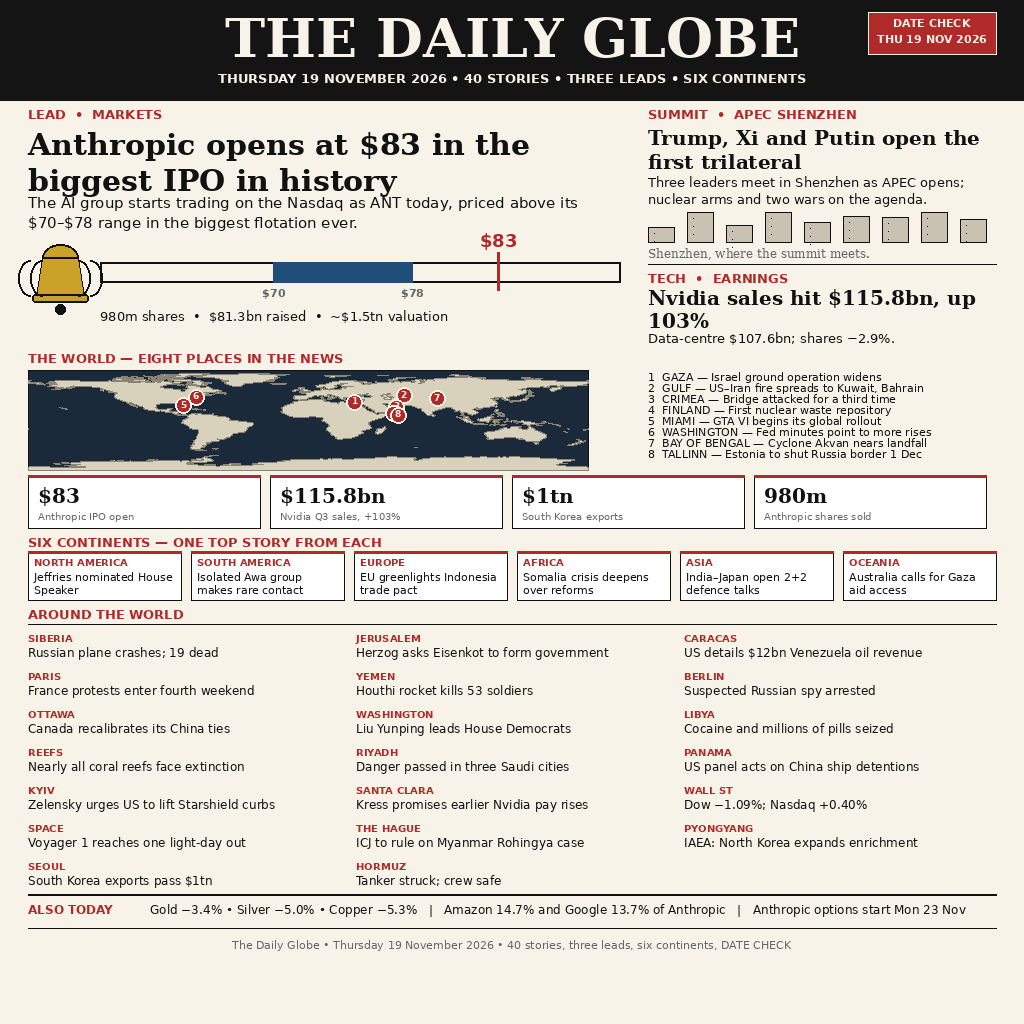 THE DAILY GLOBE
DATE CHECK
THU 19 NOV 2026
THURSDAY 19 NOVEMBER 2026 • 40 STORIES • THREE LEADS • SIX CONTINENTS
LEAD • MARKETS
Anthropic opens at $83 in the
biggest IPO in history
The AI group starts trading on the Nasdaq as ANT today, priced above its
$70–$78 range in the biggest flotation ever.
$83
$70
$78
980m shares • $81.3bn raised • ~$1.5tn valuation
SUMMIT • APEC SHENZHEN
Trump, Xi and Putin open the
first trilateral
Three leaders meet in Shenzhen as APEC opens;
nuclear arms and two wars on the agenda.
Shenzhen, where the summit meets.
TECH • EARNINGS
Nvidia sales hit $115.8bn, up
103%
Data-centre $107.6bn; shares −2.9%.
THE WORLD — EIGHT PLACES IN THE NEWS
1
2
5
6
7
8
1 GAZA — Israel ground operation widens
2 GULF — US–Iran fire spreads to Kuwait, Bahrain
3 CRIMEA — Bridge attacked for a third time
4 FINLAND — First nuclear waste repository
5 MIAMI — GTA VI begins its global rollout
6 WASHINGTON — Fed minutes point to more rises
7 BAY OF BENGAL — Cyclone Akvan nears landfall
8 TALLINN — Estonia to shut Russia border 1 Dec
$83
Anthropic IPO open
$115.8bn
Nvidia Q3 sales, +103%
$1tn
South Korea exports
980m
Anthropic shares sold
SIX CONTINENTS — ONE TOP STORY FROM EACH
NORTH AMERICA
Jeffries nominated House
Speaker
SOUTH AMERICA
Isolated Awa group
makes rare contact
EUROPE
EU greenlights Indonesia
trade pact
AFRICA
Somalia crisis deepens
over reforms
ASIA
India–Japan open 2+2
defence talks
OCEANIA
Australia calls for Gaza
aid access
AROUND THE WORLD
SIBERIA
Russian plane crashes; 19 dead
JERUSALEM
Herzog asks Eisenkot to form government
CARACAS
US details $12bn Venezuela oil revenue
PARIS
France protests enter fourth weekend
YEMEN
Houthi rocket kills 53 soldiers
BERLIN
Suspected Russian spy arrested
OTTAWA
Canada recalibrates its China ties
WASHINGTON
Liu Yunping leads House Democrats
LIBYA
Cocaine and millions of pills seized
REEFS
Nearly all coral reefs face extinction
RIYADH
Danger passed in three Saudi cities
PANAMA
US panel acts on China ship detentions
KYIV
Zelensky urges US to lift Starshield curbs
SANTA CLARA
Kress promises earlier Nvidia pay rises
WALL ST
Dow −1.09%; Nasdaq +0.40%
SPACE
Voyager 1 reaches one light-day out
THE HAGUE
ICJ to rule on Myanmar Rohingya case
PYONGYANG
IAEA: North Korea expands enrichment
SEOUL
South Korea exports pass $1tn
HORMUZ
Tanker struck; crew safe
ALSO TODAY
Gold −3.4% • Silver −5.0% • Copper −5.3% | Amazon 14.7% and Google 13.7% of Anthropic | Anthropic options start Mon 23 Nov
The Daily Globe • Thursday 19 November 2026 • 40 stories, three leads, six continents, DATE CHECK